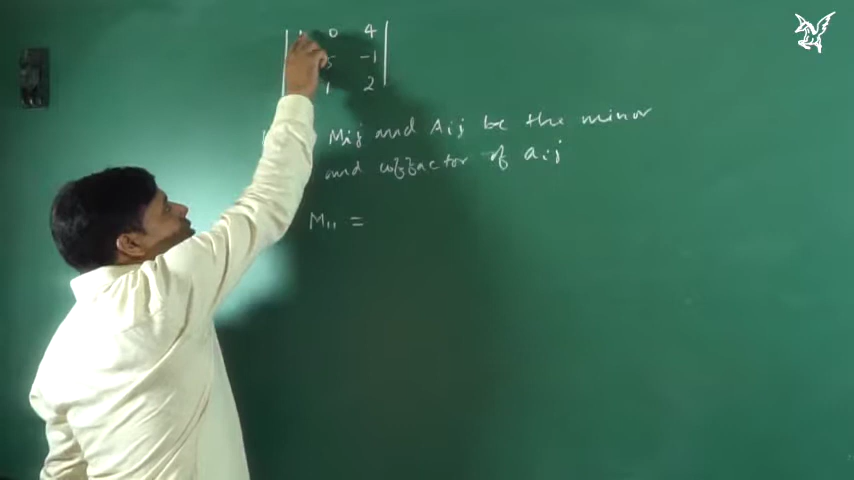 0 4
5 -1
1 2
Mij and Aij be the minor
and cofactor of aij
M11 =